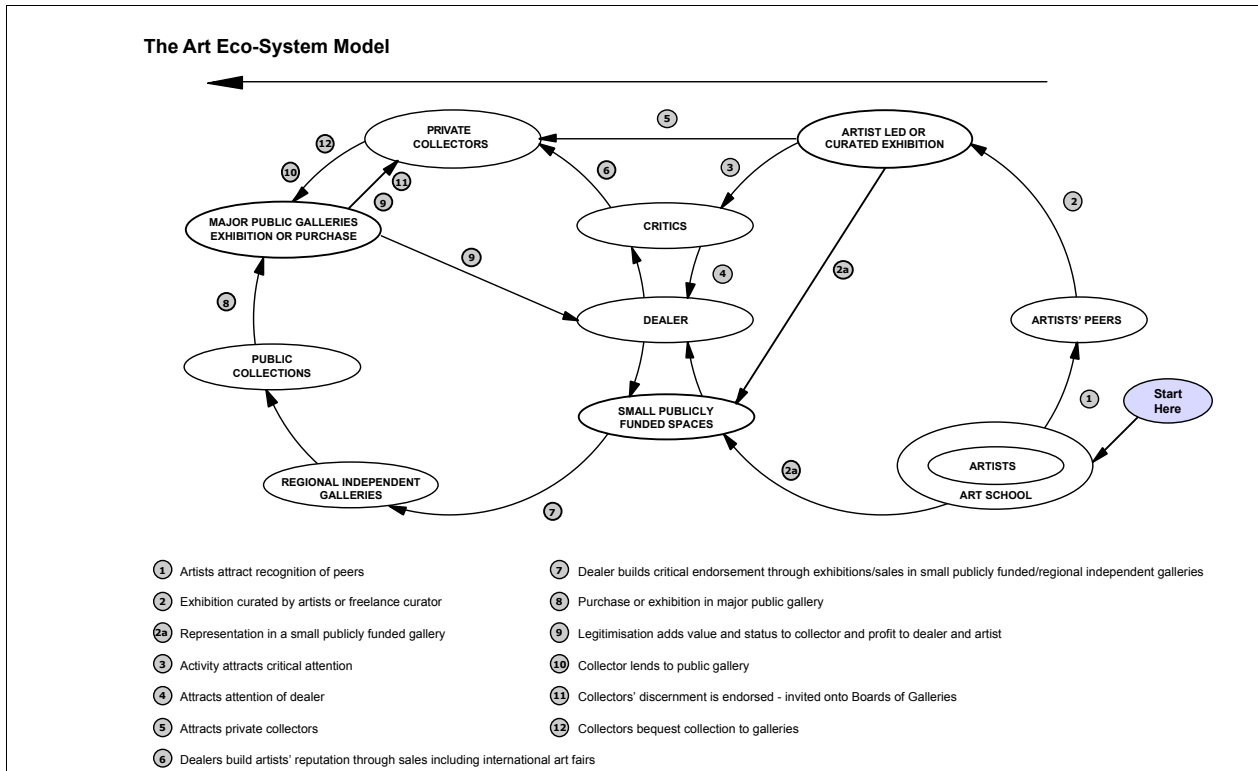 The Art Eco-System Model
5
PRIVATE
COLLECTORS
ARTIST LED OR
CURATED EXHIBITION
12
10
11
9
6
3
2
MAJOR PUBLIC GALLERIES
EXHIBITION OR PURCHASE
CRITICS
9
4
2a
8
DEALER
ARTISTS’ PEERS
PUBLIC
COLLECTIONS
1
Start
Here
SMALL PUBLICLY
FUNDED SPACES
2a
ARTISTS
ART SCHOOL
REGIONAL INDEPENDENT
GALLERIES
7
1 Artists attract recognition of peers
2 Exhibition curated by artists or freelance curator
2a Representation in a small publicly funded gallery
3 Activity attracts critical attention
4 Attracts attention of dealer
5 Attracts private collectors
6 Dealers build artists’ reputation through sales including international art fairs
7 Dealer builds critical endorsement through exhibitions/sales in small publicly funded/regional independent galleries
8 Purchase or exhibition in major public gallery
9 Legitimisation adds value and status to collector and profit to dealer and artist
10 Collector lends to public gallery
11 Collectors’ discernment is endorsed - invited onto Boards of Galleries
12 Collectors bequest collection to galleries